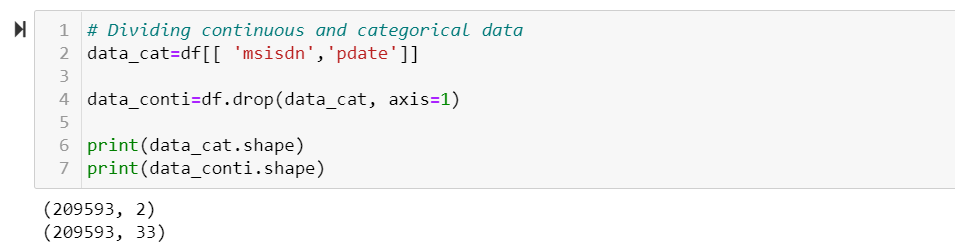 1 # Dividing continuous and categorical data
2 data_cat=df[[ 'msisdn','pdate']]
3
4 data_conti=df.drop(data_cat, axis=1)
5
6 print(data_cat.shape)
7 print(data_conti.shape)
(209593, 2)
(209593, 33)